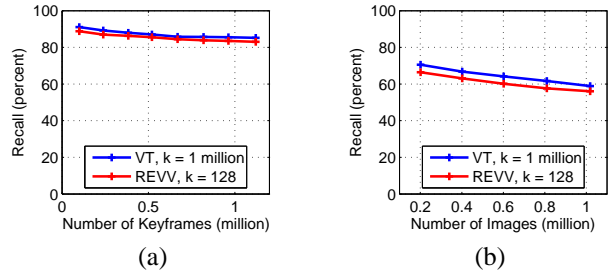 100
80
60
40
20
0
Recall (percent)
VT, k = 1 million
REVV, k = 128
0 0.5 1
Number of Keyframes (million)
(a)
100
80
60
40
20
0
Recall (percent)
VT, k = 1 million
REVV, k = 128
0.2 0.4 0.6 0.8 1
Number of Images (million)
(b)